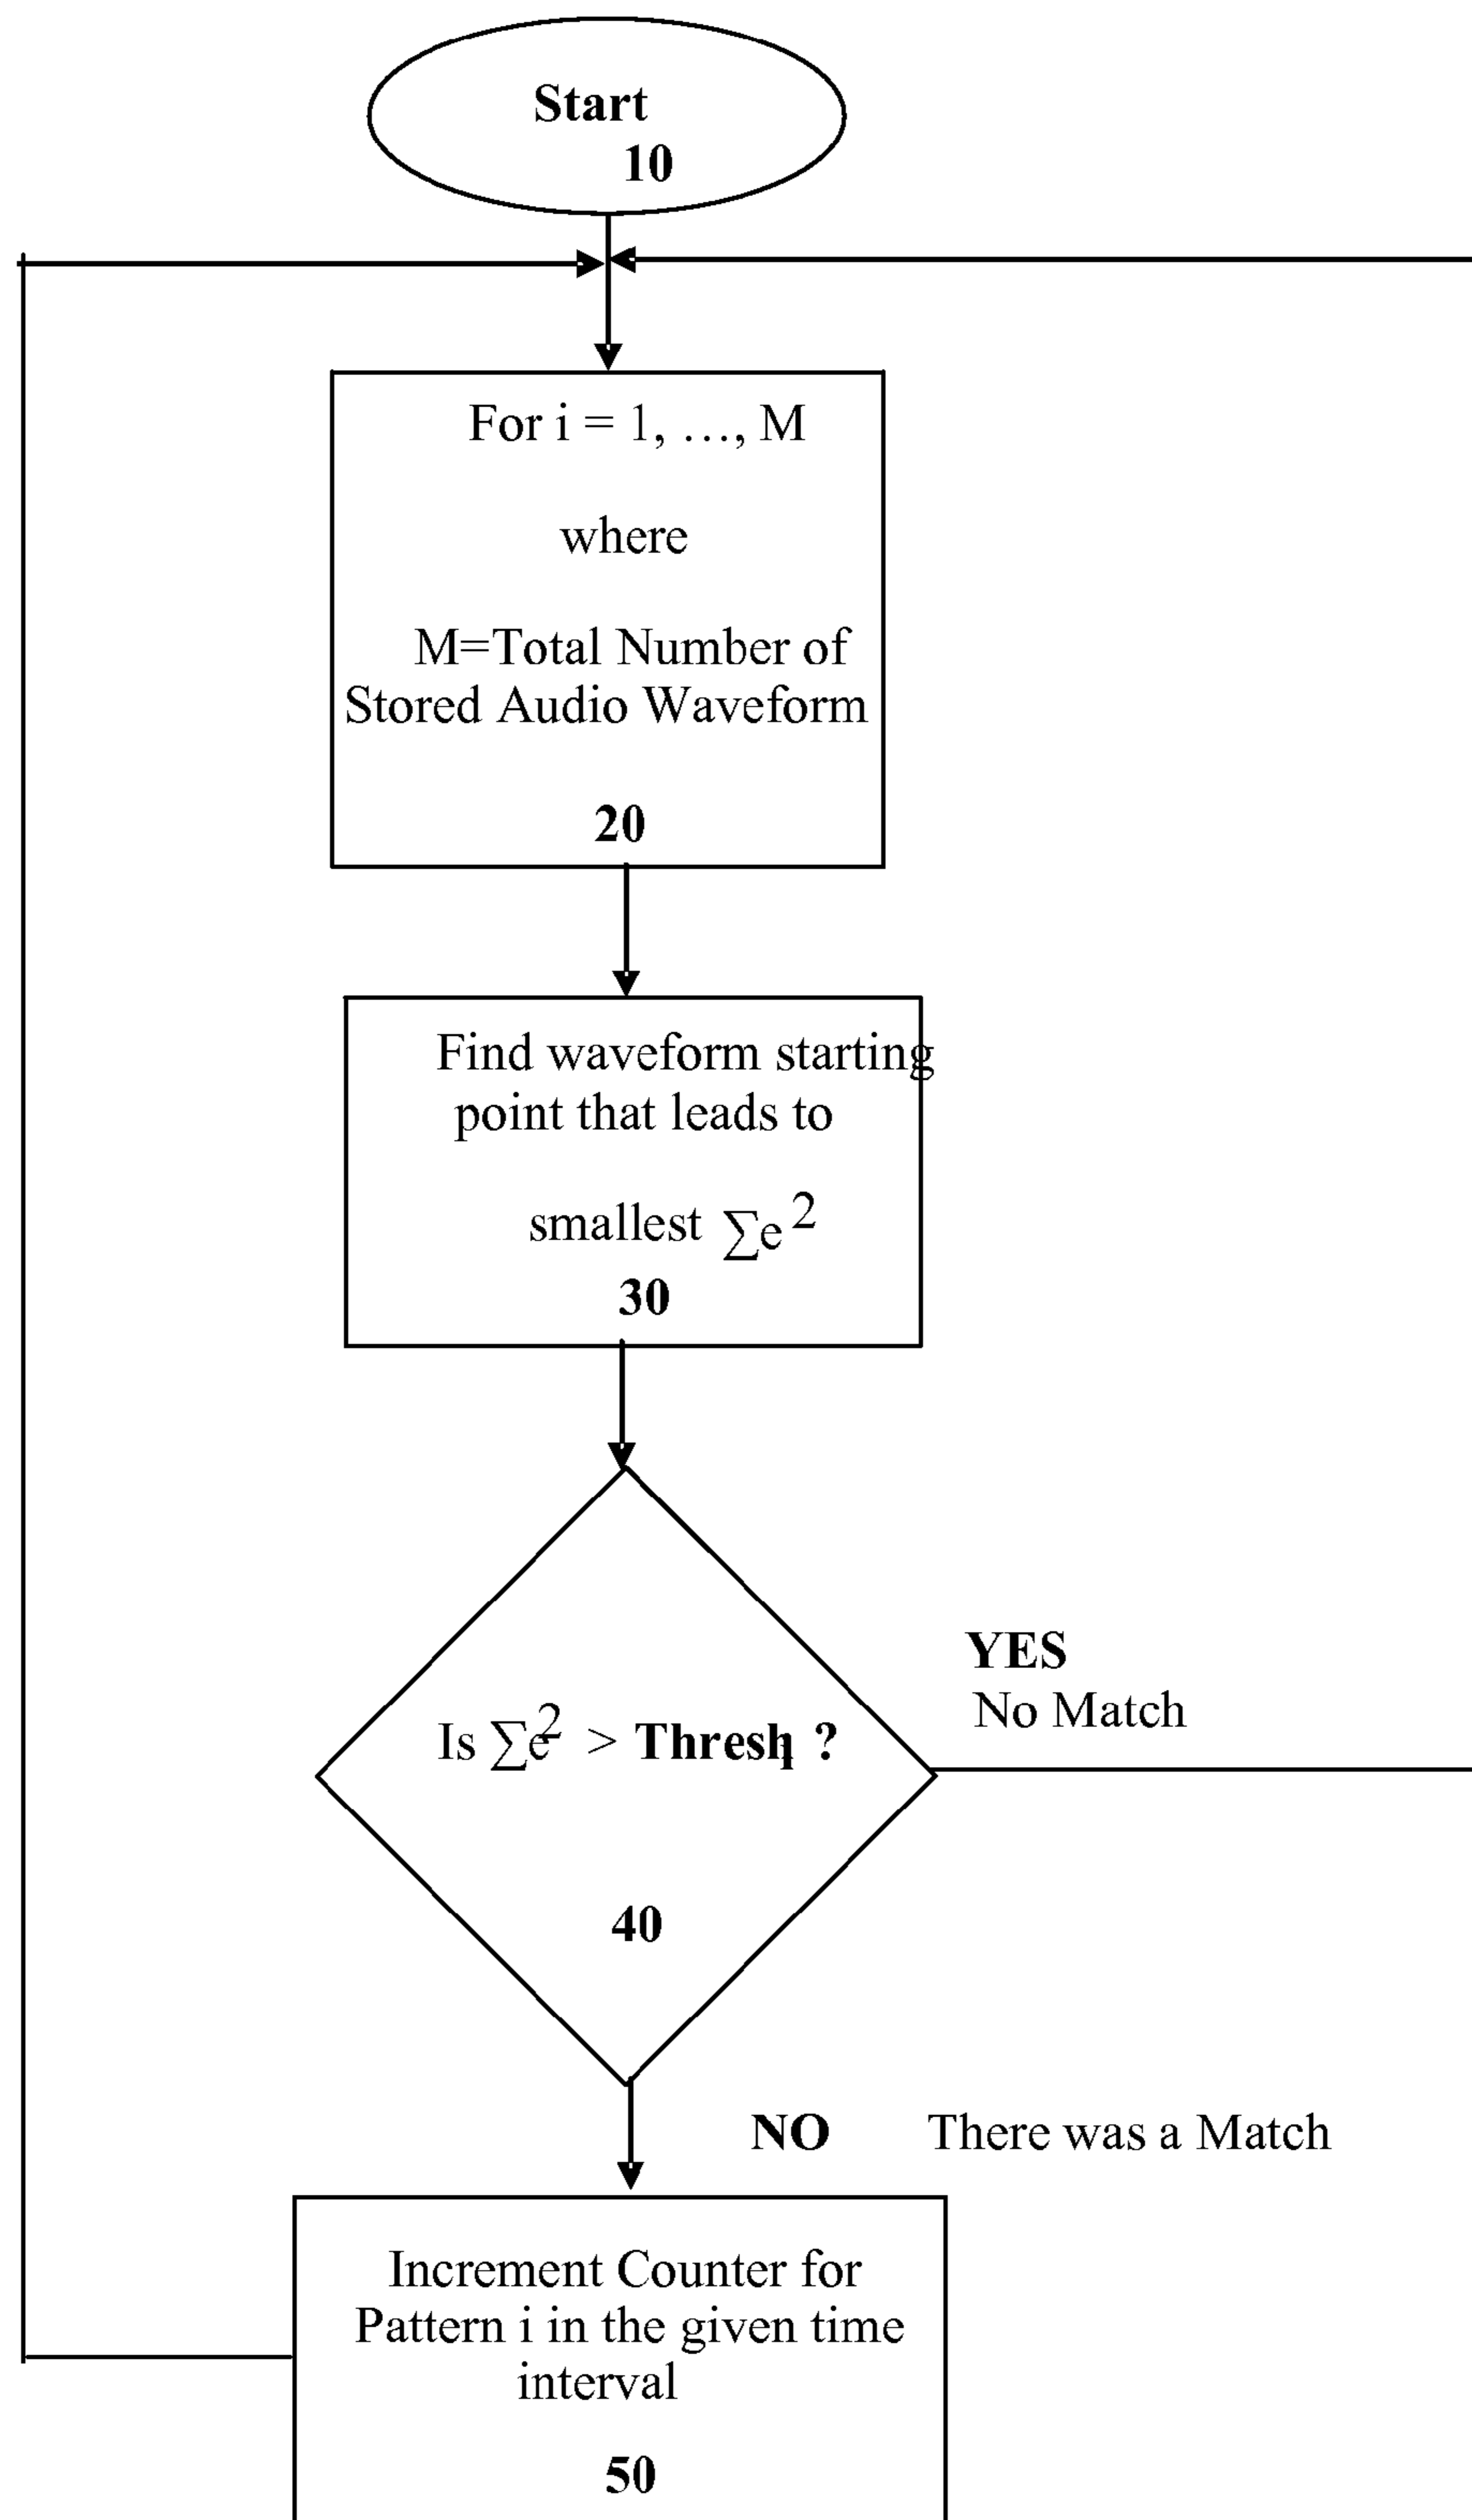 Start
10
For i = 1, …, M
where
M=Total Number of
Stored Audio Waveform
20
Find waveform starting
point that leads to
smallest ∑e²
30
Is ∑e² > Thresh ?
40
YES
No Match
NO There was a Match
Increment Counter for
Pattern i in the given time
interval
50